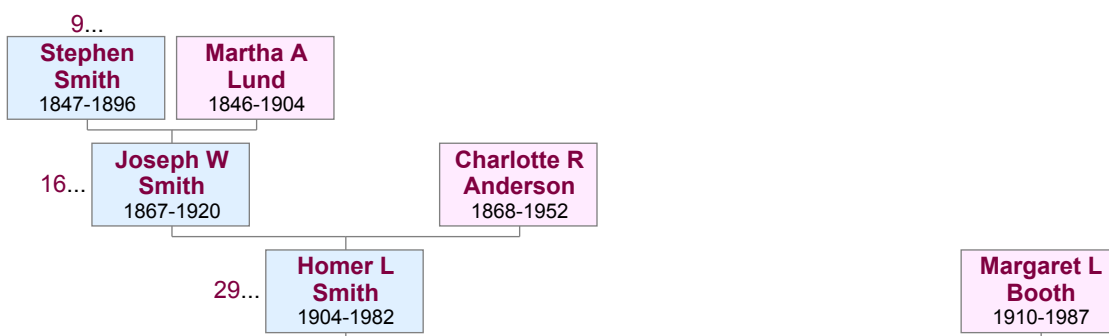 9...
Stephen
Smith
1847-1896
Martha A
Lund
1846-1904
16...
Joseph W
Smith
1867-1920
Charlotte R
Anderson
1868-1952
29...
Homer L
Smith
1904-1982
Margaret L
Booth
1910-1987